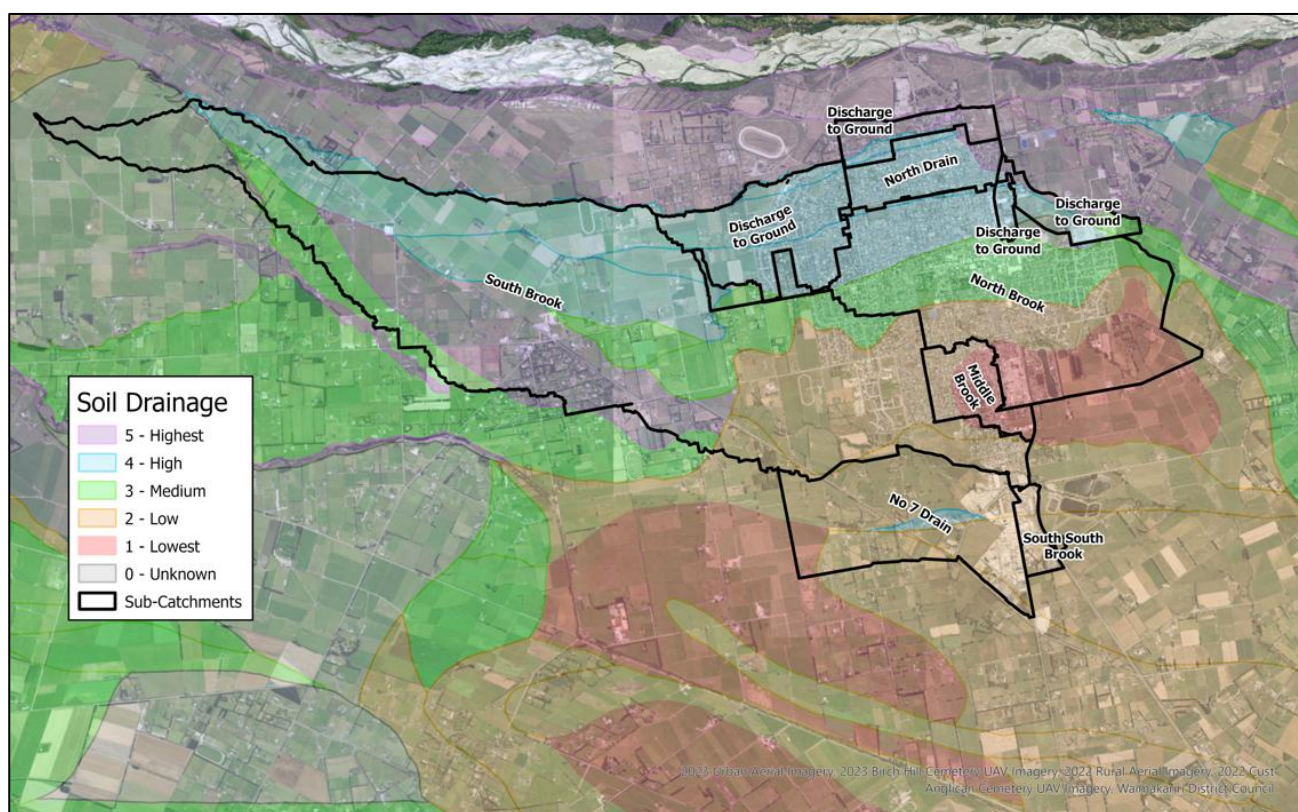 Discharge
to Ground
North Drain
Discharge
to Ground
Discharge
to Ground
Discharge
to Ground
South Brook
North Brook
Middle
Brook
No 7 Drain
South South
Brook
Soil Drainage
5 - Highest
4 - High
3 - Medium
2 - Low
1 - Lowest
0 - Unknown
Sub-Catchments
2023 Urban Aerial Imagery, 2023 Birch Hill Cemetery UAV Imagery, 2022 Rural Aerial Imagery, 2022 Cust
Anglican Cemetery UAV Imagery, Waimakariri District Council